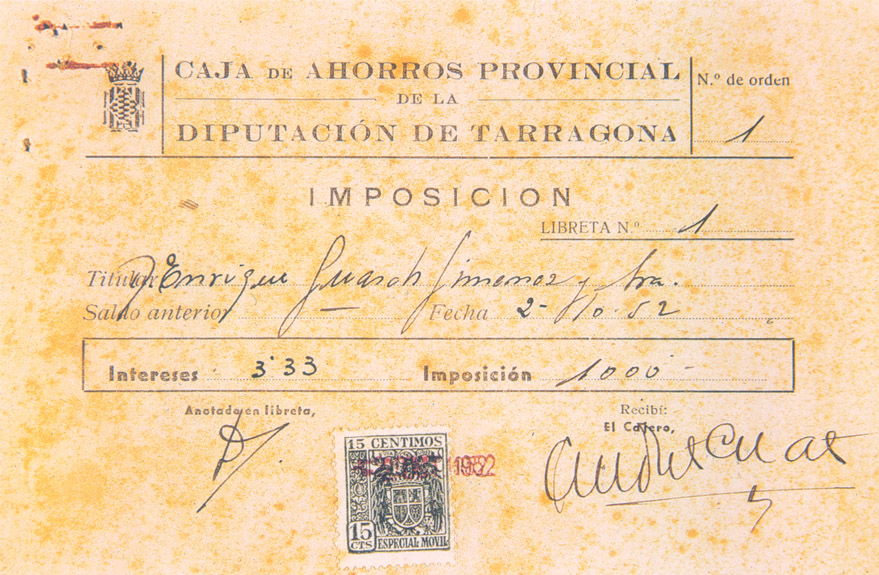 CAJA DE AHORROS PROVINCIAL
DE LA
DIPUTACIÓN DE TARRAGONA
N.º de orden
1
IMPOSICION
LIBRETA N.º 1
Titular Enrique Guasch Gimenez y Sra.
Saldo anterior — Fecha 2-10-52
Intereses 3'33 Imposición 1000-
Anotado en libreta,
Recibí:
El Cajero,
15 CENTIMOS
1952
15
CTS
ESPECIAL MOVIL